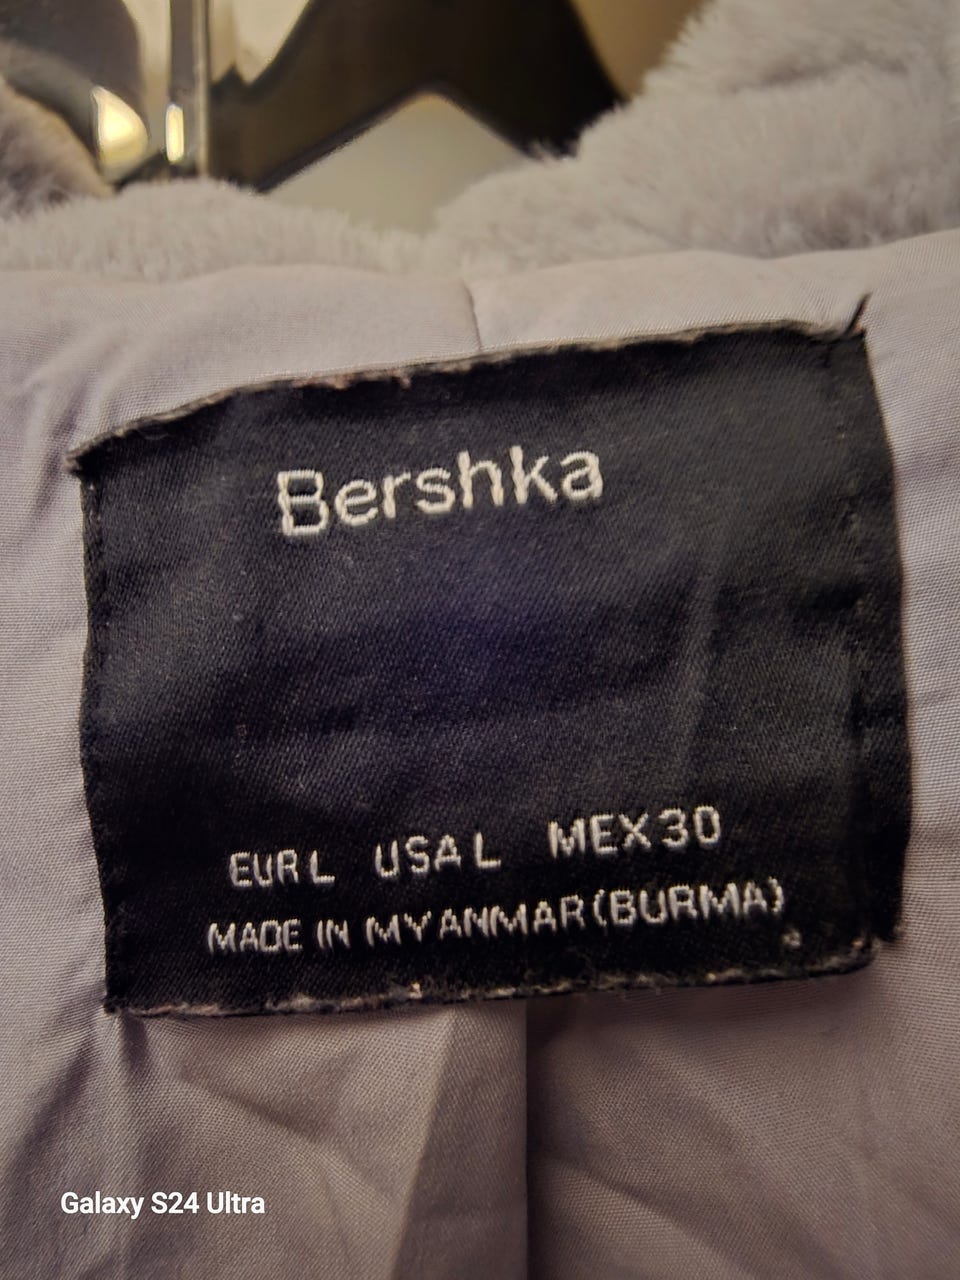 Bershka
EUR L USA L MEX 30
MADE IN MYANMAR (BURMA)
Galaxy S24 Ultra